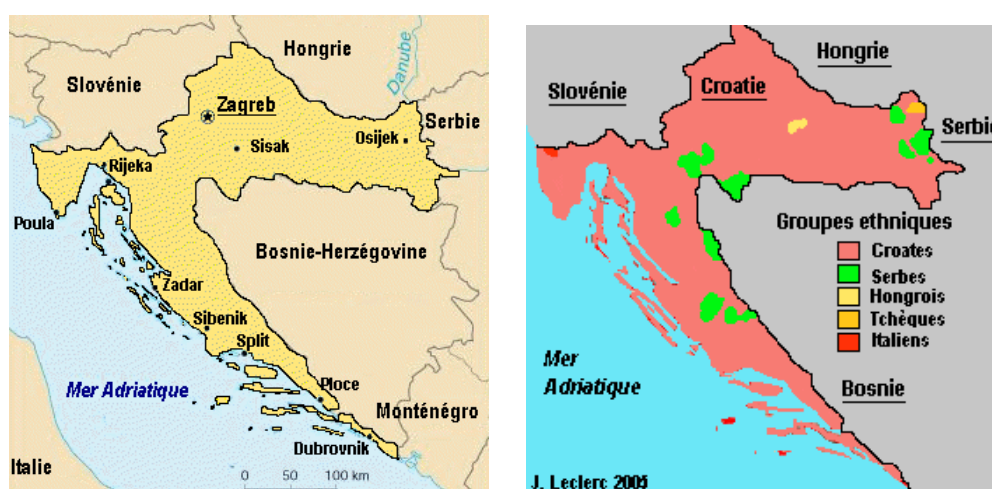 Hongrie
Slovénie
Danube
Zagreb
Serbie
Osijek
Sisak
Rijeka
Poula
Bosnie-Herzégovine
Zadar
Sibenik
Split
Mer Adriatique
Ploce
Monténégro
Dubrovnik
Italie
0 50 100 km
Hongrie
Slovénie
Croatie
Serbie
Groupes ethniques
Croates
Serbes
Hongrois
Tchèques
Italiens
Mer
Adriatique
Bosnie
J. Leclerc 2005